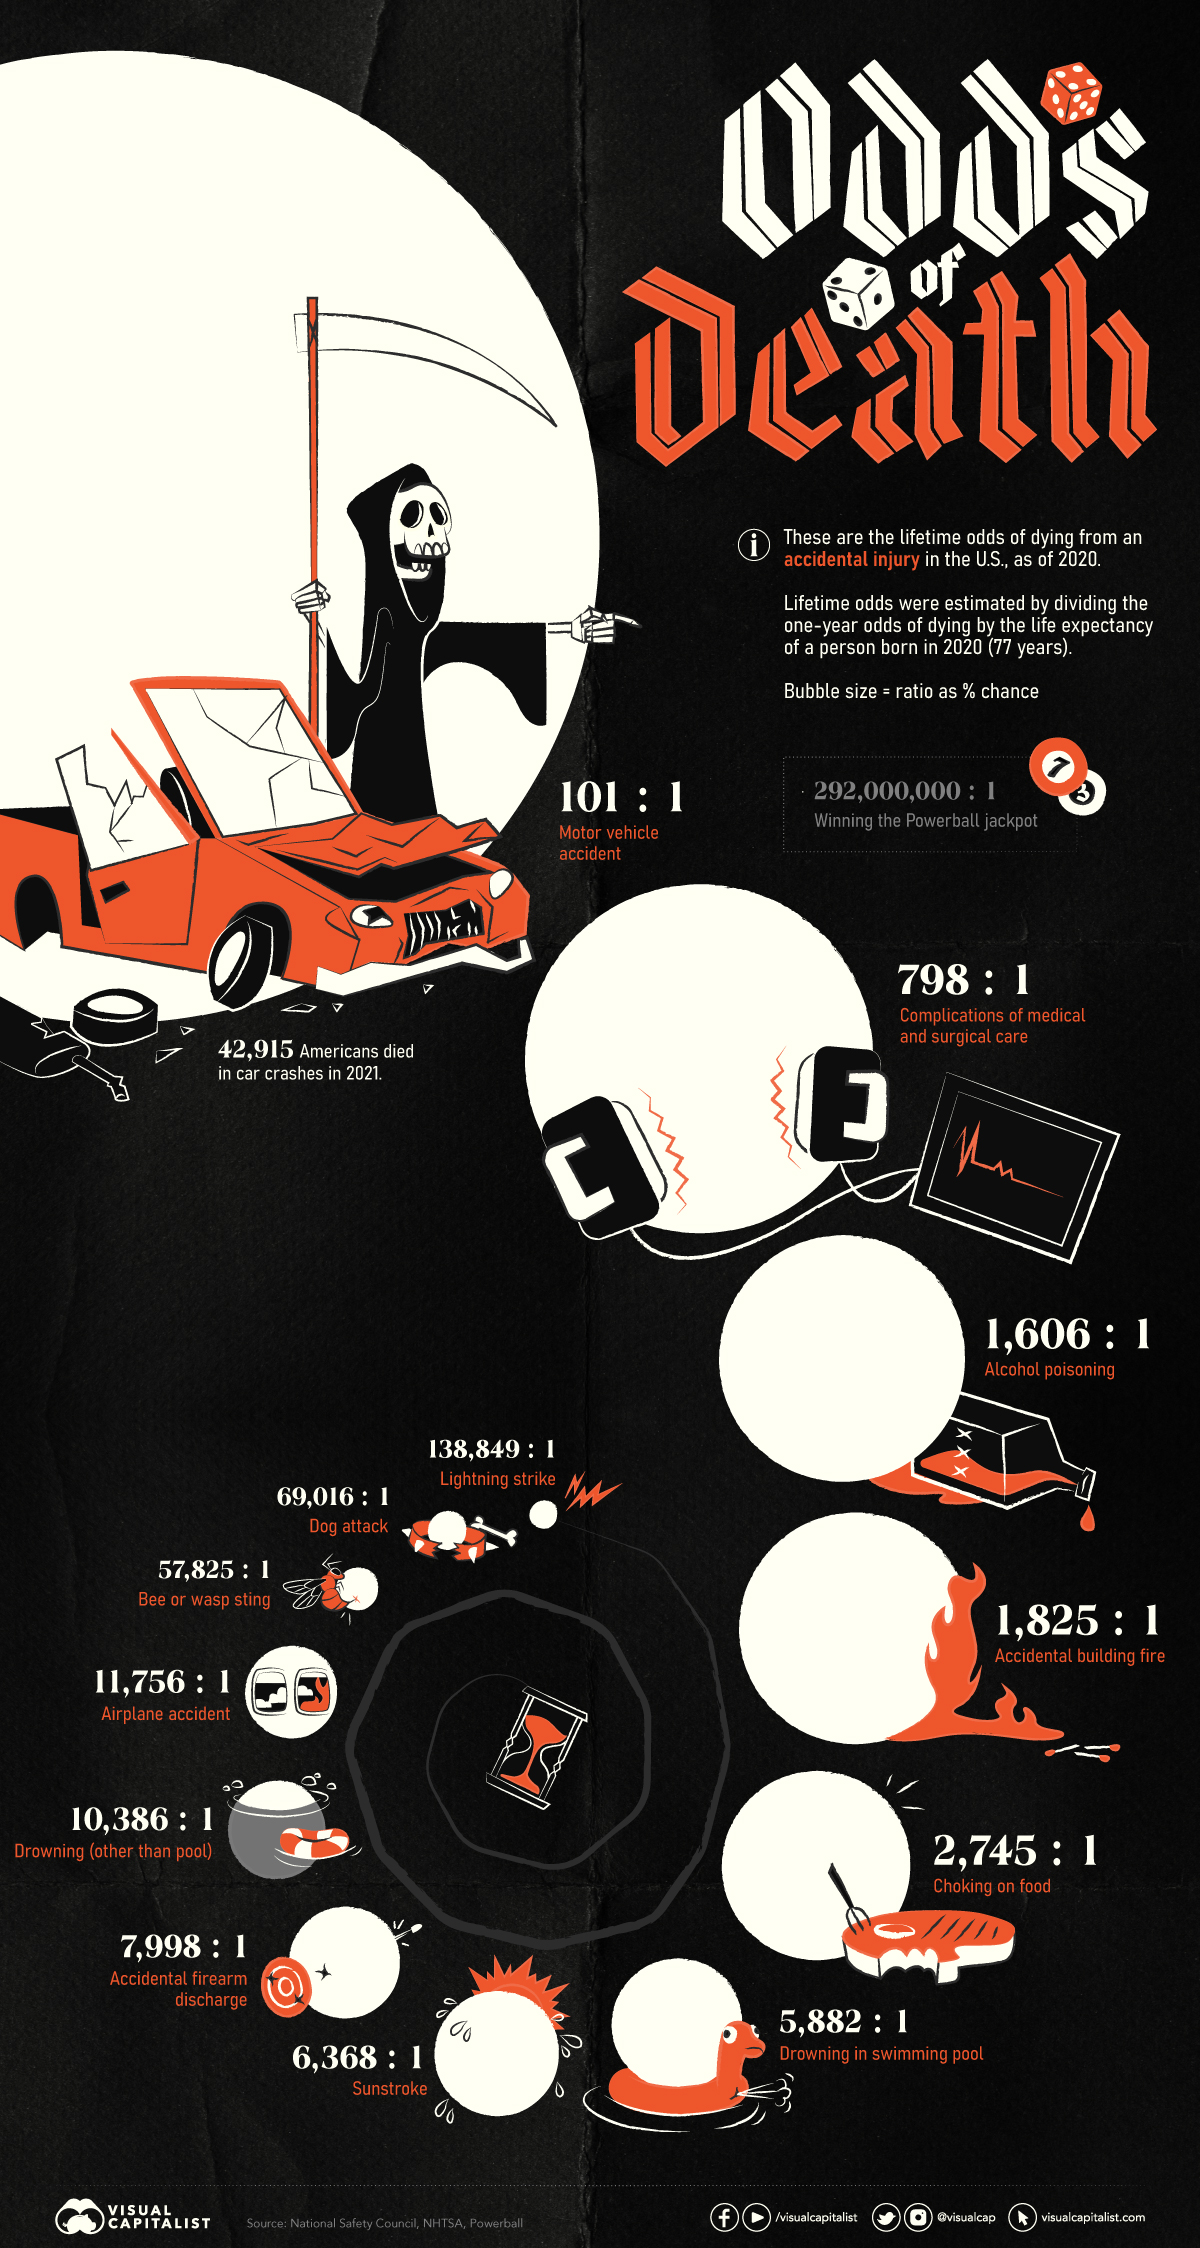 Odds
of
death
i
These are the lifetime odds of dying from an
accidental injury in the U.S., as of 2020.
Lifetime odds were estimated by dividing the
one-year odds of dying by the life expectancy
of a person born in 2020 (77 years).
Bubble size = ratio as % chance
7
3
292,000,000 : 1
Winning the Powerball jackpot
101 : 1
Motor vehicle
accident
42,915 Americans died
in car crashes in 2021.
798 : 1
Complications of medical
and surgical care
1,606 : 1
Alcohol poisoning
XXX
1,825 : 1
Accidental building fire
2,745 : 1
Choking on food
5,882 : 1
Drowning in swimming pool
6,368 : 1
Sunstroke
7,998 : 1
Accidental firearm
discharge
10,386 : 1
Drowning (other than pool)
11,756 : 1
Airplane accident
57,825 : 1
Bee or wasp sting
69,016 : 1
Dog attack
138,849 : 1
Lightning strike
VISUAL
CAPITALIST
Source: National Safety Council, NHTSA, Powerball
/visualcapitalist
@visualcap
visualcapitalist.com